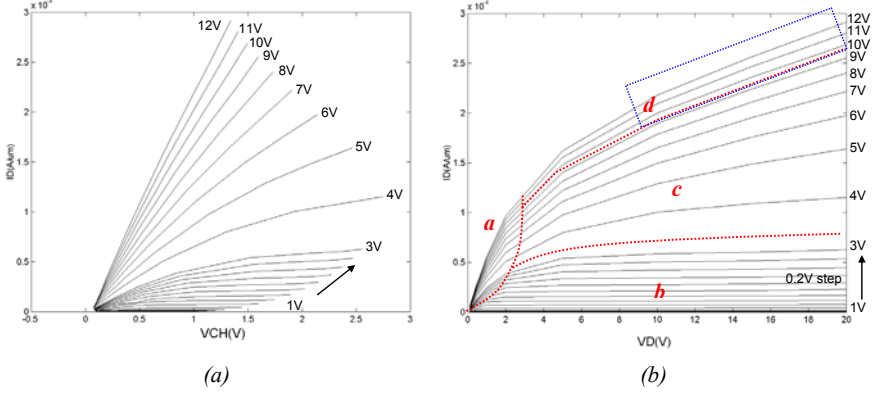 3
x 10
2.5
2
1.5
1
0.5
0
-0.5
0
0.5
1
1.5
2
2.5
3
ID(A/um)
VCH(V)
12V
11V
10V
9V
8V
7V
6V
5V
4V
3V
1V
(a)
3
x 10
2.5
2
1.5
1
0.5
0
0
2
4
6
8
10
12
14
16
18
20
ID(A/um)
VD(V)
12V
11V
10V
9V
8V
7V
6V
5V
4V
3V
0.2V step
1V
a
b
c
d
(b)